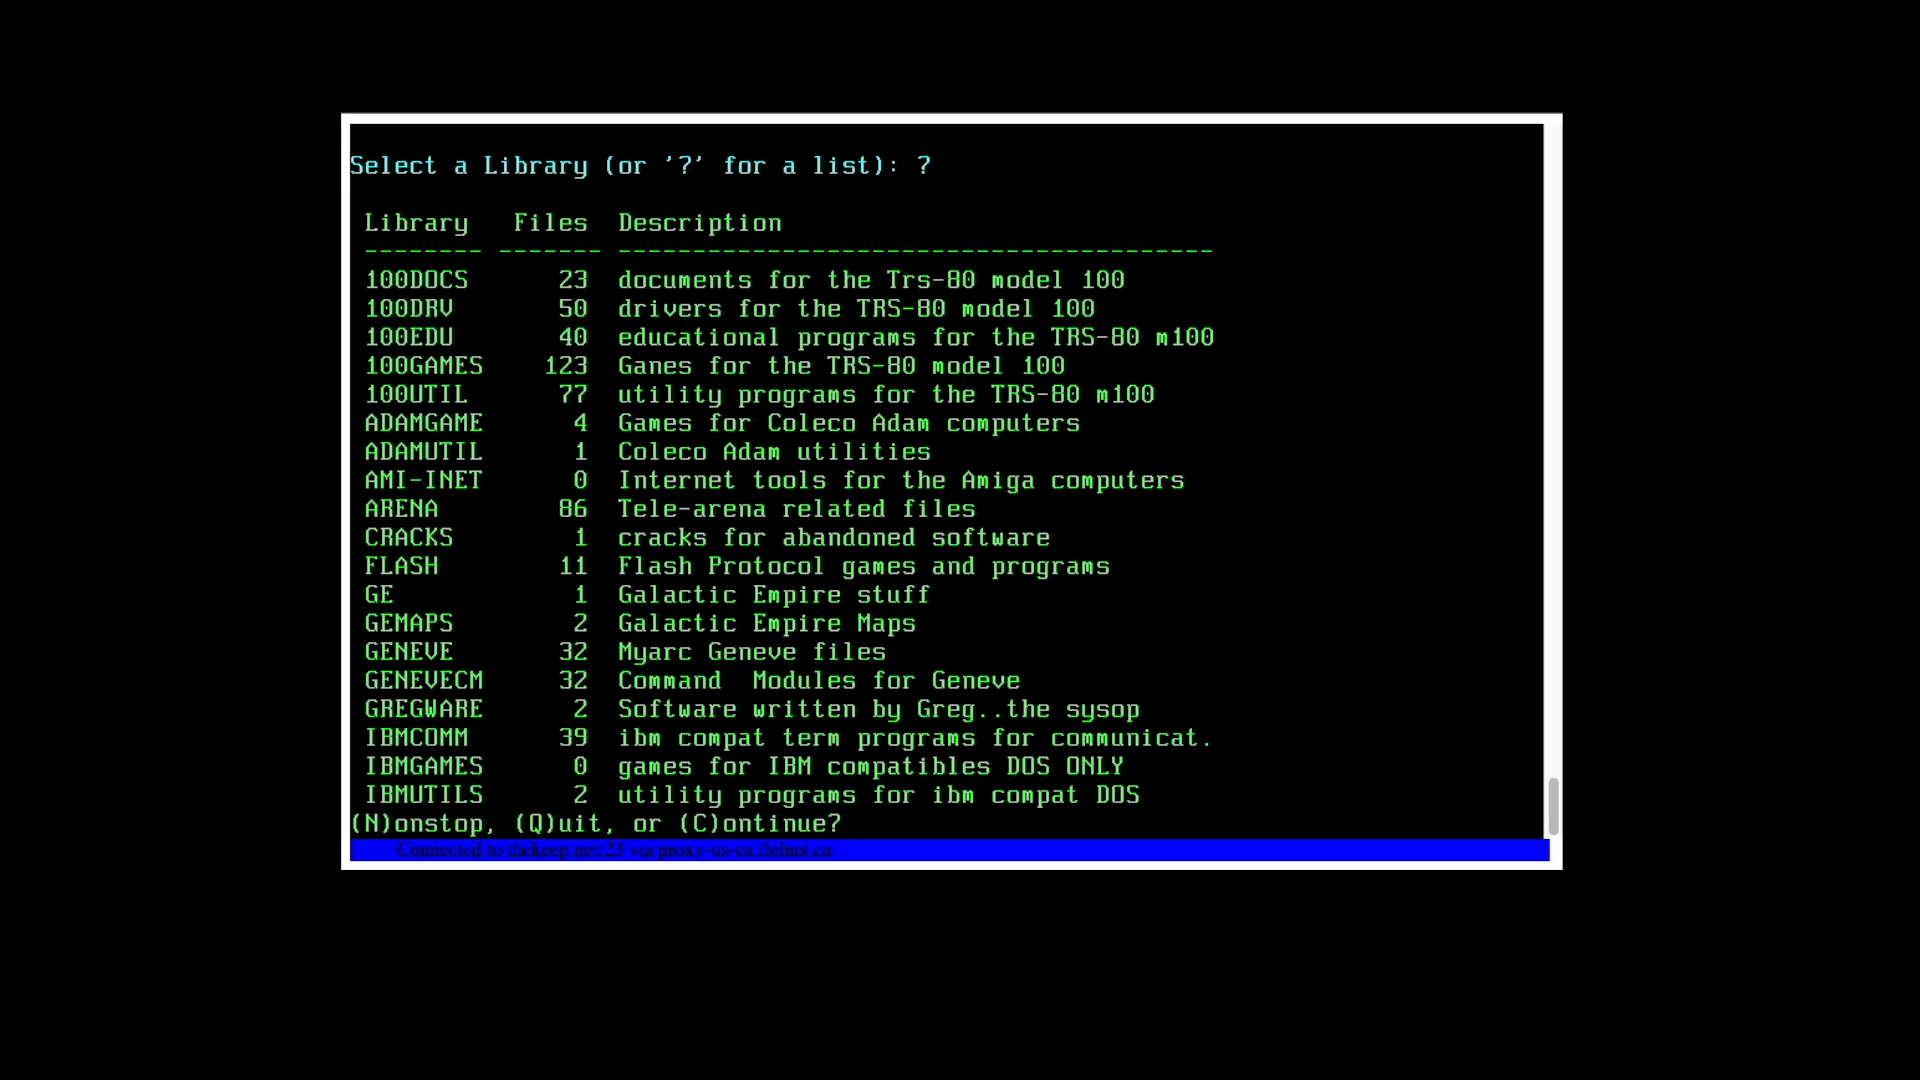 Select a Library (or '?' for a list): ?
Library Files Description
-------- ------- ----------------------------------------
100DOCS 23 documents for the Trs-80 model 100
100DRV 50 drivers for the TRS-80 model 100
100EDU 40 educational programs for the TRS-80 m100
100GAMES 123 Ganes for the TRS-80 model 100
100UTIL 77 utility programs for the TRS-80 m100
ADAMGAME 4 Games for Coleco Adam computers
ADAMUTIL 1 Coleco Adam utilities
AMI-INET 0 Internet tools for the Amiga computers
ARENA 86 Tele-arena related files
CRACKS 1 cracks for abandoned software
FLASH 11 Flash Protocol games and programs
GE 1 Galactic Empire stuff
GEMAPS 2 Galactic Empire Maps
GENEVE 32 Myarc Geneve files
GENEVECM 32 Command  Modules for Geneve
GREGWARE 2 Software written by Greg..the sysop
IBMCOMM 39 ibm compat term programs for communicat.
IBMGAMES 0 games for IBM compatibles DOS ONLY
IBMUTILS 2 utility programs for ibm compat DOS
(N)onstop, (Q)uit, or (C)ontinue?
Connected to thekeep.net:23 via